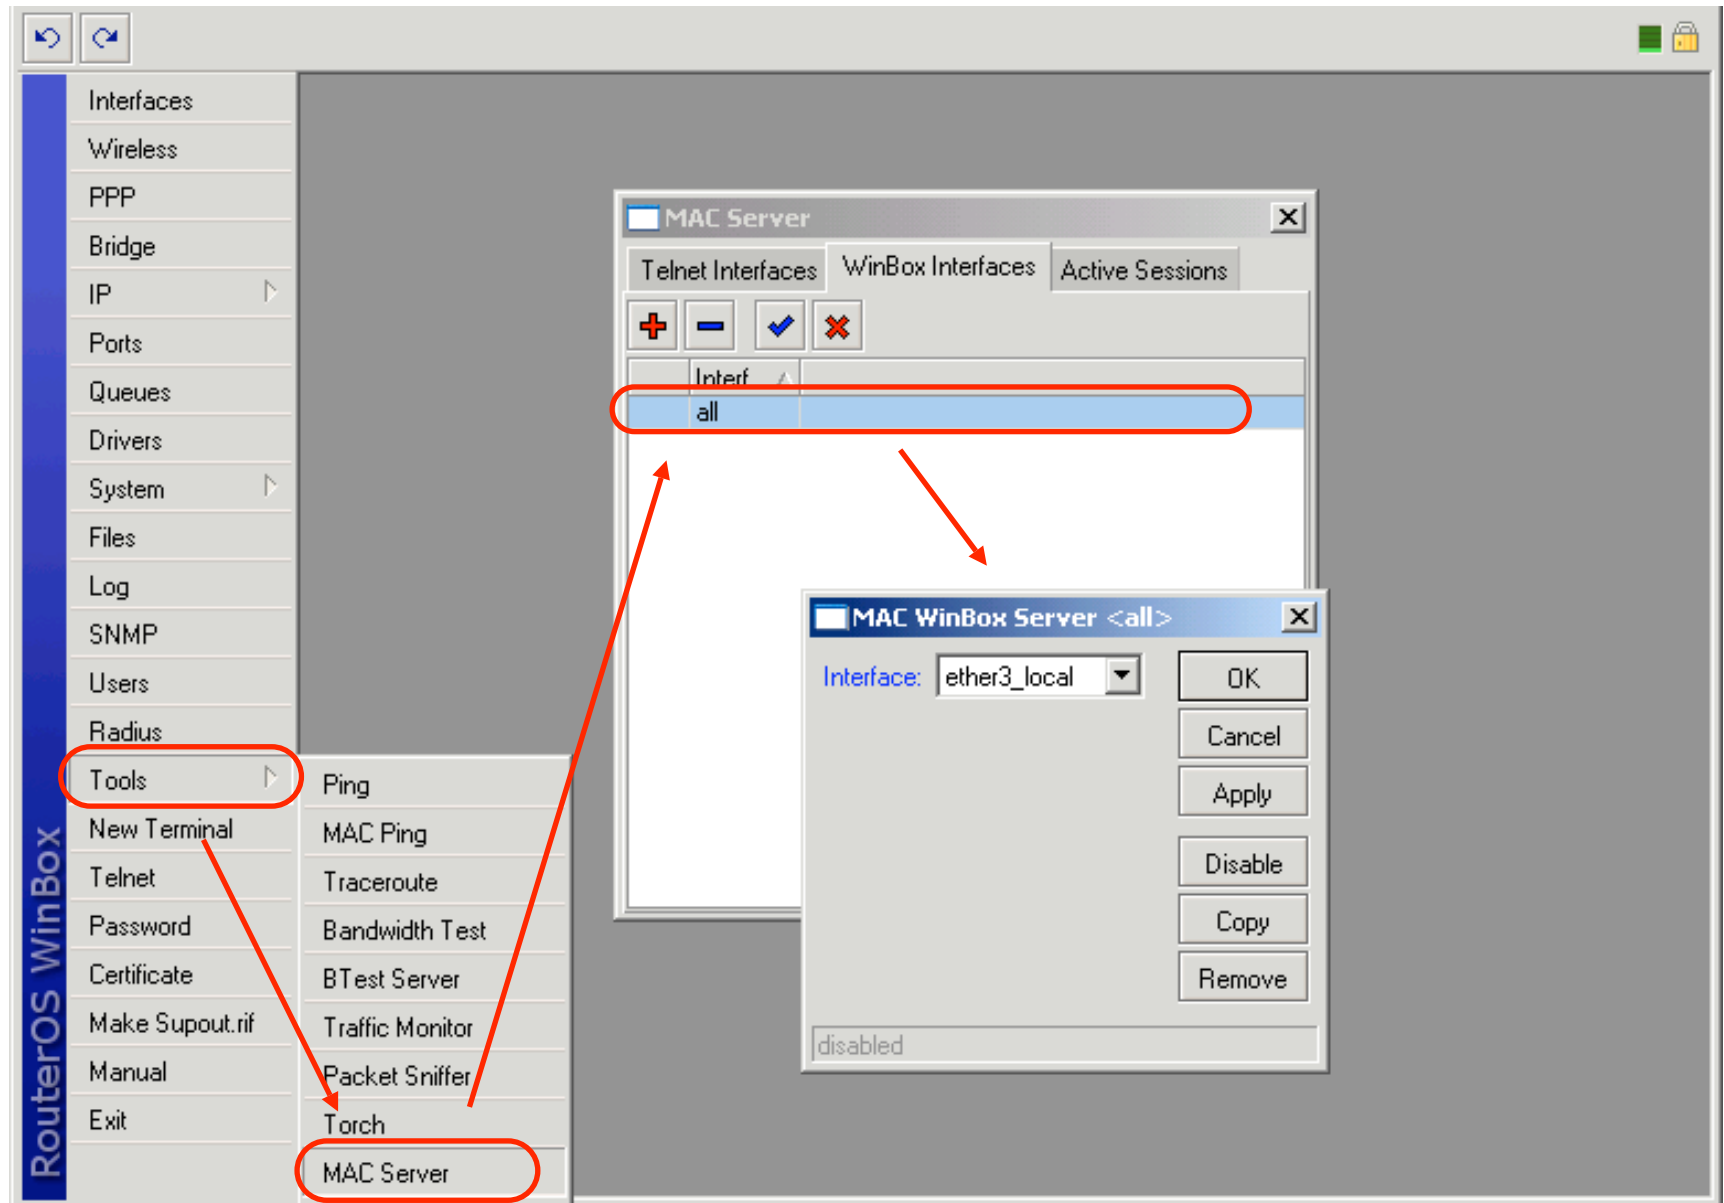 Interfaces
Wireless
PPP
Bridge
IP
Ports
Queues
Drivers
System
Files
Log
SNMP
Users
Radius
Tools
New Terminal
Telnet
Password
Certificate
Make Supout.rif
Manual
Exit
RouterOS WinBox
Ping
MAC Ping
Traceroute
Bandwidth Test
BTest Server
Traffic Monitor
Packet Sniffer
Torch
MAC Server
MAC Server
Telnet Interfaces WinBox Interfaces Active Sessions
Interf...
all
MAC WinBox Server <all>
Interface: ether3_local
OK
Cancel
Apply
Disable
Copy
Remove
disabled